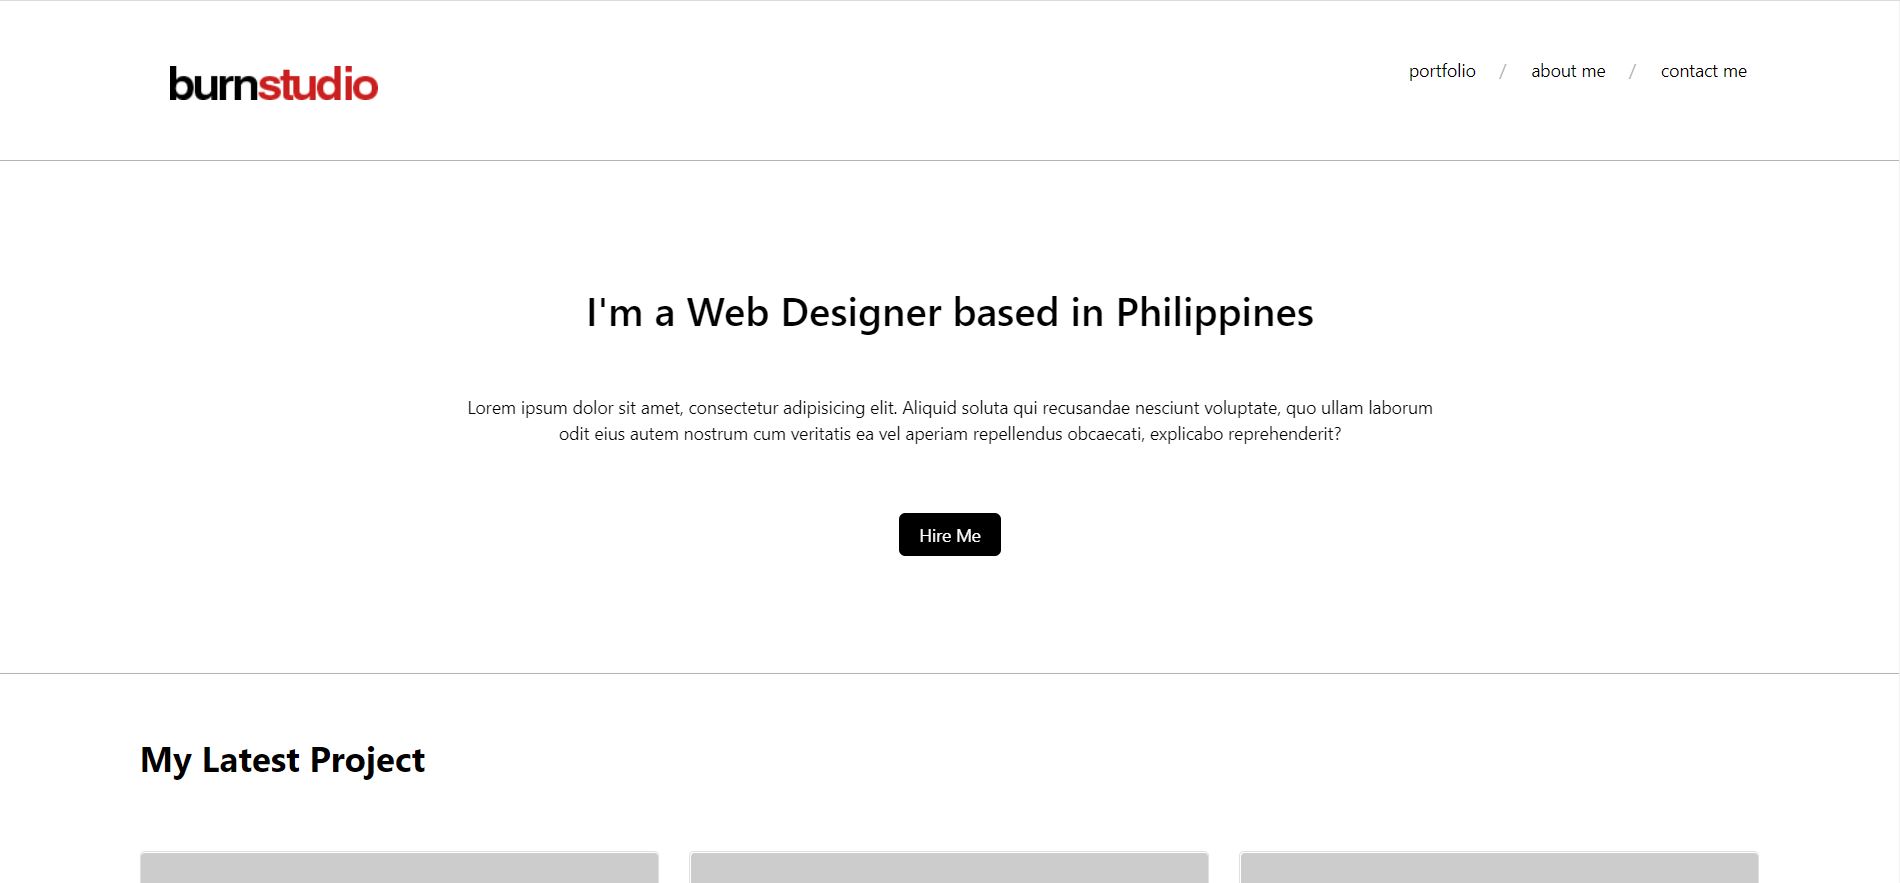 burnstudio
portfolio / about me / contact me
I'm a Web Designer based in Philippines
Lorem ipsum dolor sit amet, consectetur adipisicing elit. Aliquid soluta qui recusandae nesciunt voluptate, quo ullam laborum
odit eius autem nostrum cum veritatis ea vel aperiam repellendus obcaecati, explicabo reprehenderit?
Hire Me
My Latest Project